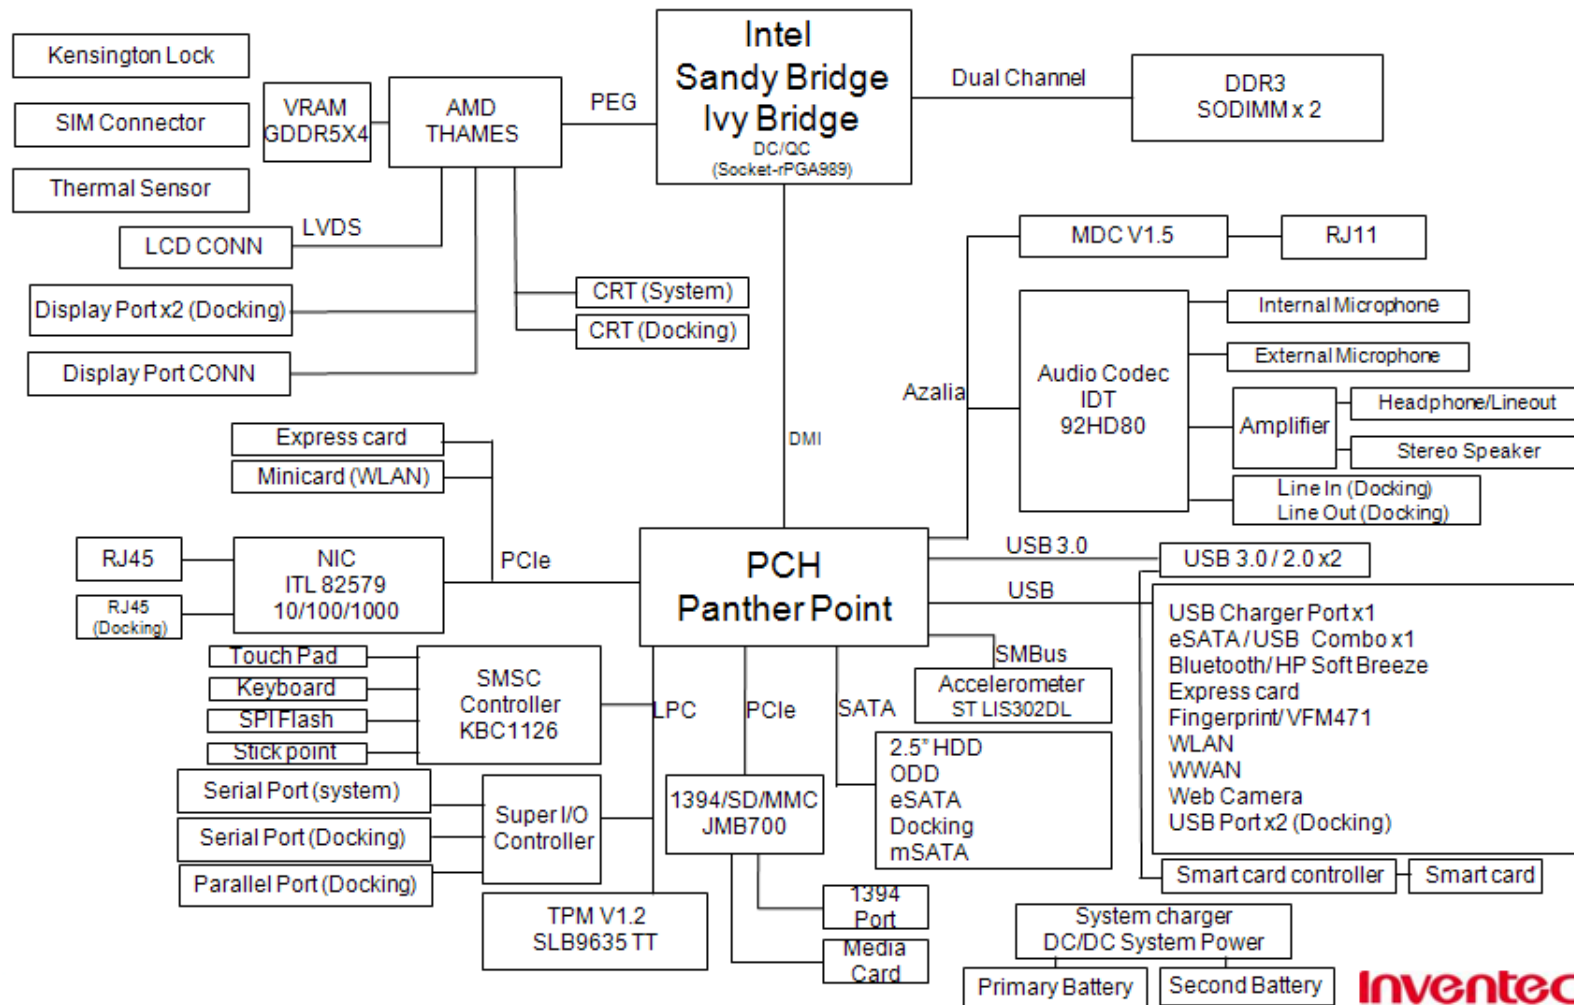 Intel
Sandy Bridge
Ivy Bridge
DC/QC
(Socket-rPGA989)
Kensington Lock
SIM Connector
Thermal Sensor
VRAM
GDDR5X4
AMD
THAMES
PEG
Dual Channel
DDR3
SODIMM x 2
LVDS
LCD CONN
Display Port x2 (Docking)
Display Port CONN
CRT (System)
CRT (Docking)
MDC V1.5
RJ11
Azalia
Audio Codec
IDT
92HD80
Internal Microphone
External Microphone
Amplifier
Headphone/Lineout
Stereo Speaker
Line In (Docking)
Line Out (Docking)
DMI
Express card
Minicard (WLAN)
RJ45
RJ45
(Docking)
NIC
ITL 82579
10/100/1000
PCIe
PCH
Panther Point
USB 3.0
USB 3.0 / 2.0 x2
USB
USB Charger Port x1
eSATA / USB Combo x1
Bluetooth/ HP Soft Breeze
Express card
Fingerprint/ VFM471
WLAN
WWAN
Web Camera
USB Port x2 (Docking)
Touch Pad
Keyboard
SPI Flash
Stick point
SMSC
Controller
KBC1126
LPC
PCIe
SATA
SMBus
Accelerometer
ST LIS302DL
2.5” HDD
ODD
eSATA
Docking
mSATA
Serial Port (system)
Serial Port (Docking)
Parallel Port (Docking)
Super I/O
Controller
1394/SD/MMC
JMB700
TPM V1.2
SLB9635 TT
1394
Port
Media
Card
Smart card controller
Smart card
System charger
DC/DC System Power
Primary Battery
Second Battery
Inventec